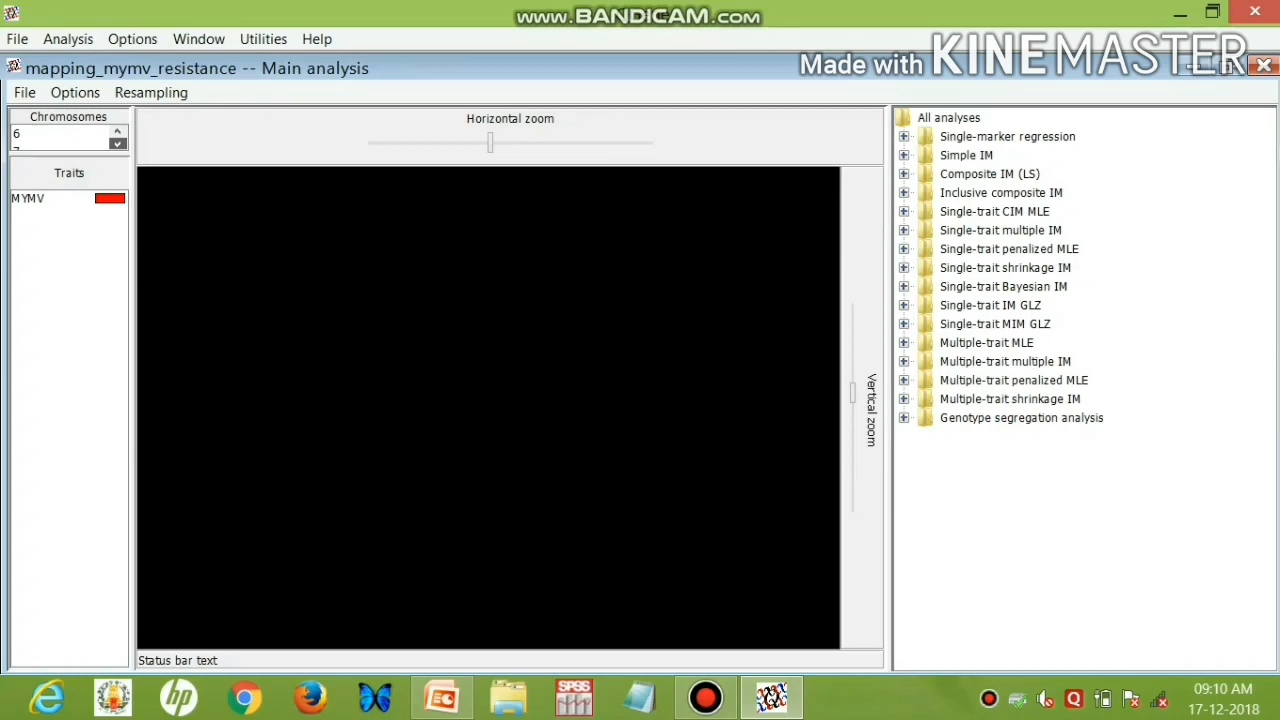 www.BANDICAM.com
File Analysis Options Window Utilities Help
mapping_mymv_resistance -- Main analysis
Made with KINEMASTER
File Options Resampling
Chromosomes
6
Traits
MYMV
Horizontal zoom
Vertical zoom
Status bar text
All analyses
Single-marker regression
Simple IM
Composite IM (LS)
Inclusive composite IM
Single-trait CIM MLE
Single-trait multiple IM
Single-trait penalized MLE
Single-trait shrinkage IM
Single-trait Bayesian IM
Single-trait IM GLZ
Single-trait MIM GLZ
Multiple-trait MLE
Multiple-trait multiple IM
Multiple-trait penalized MLE
Multiple-trait shrinkage IM
Genotype segregation analysis
SPSS
09:10 AM
17-12-2018